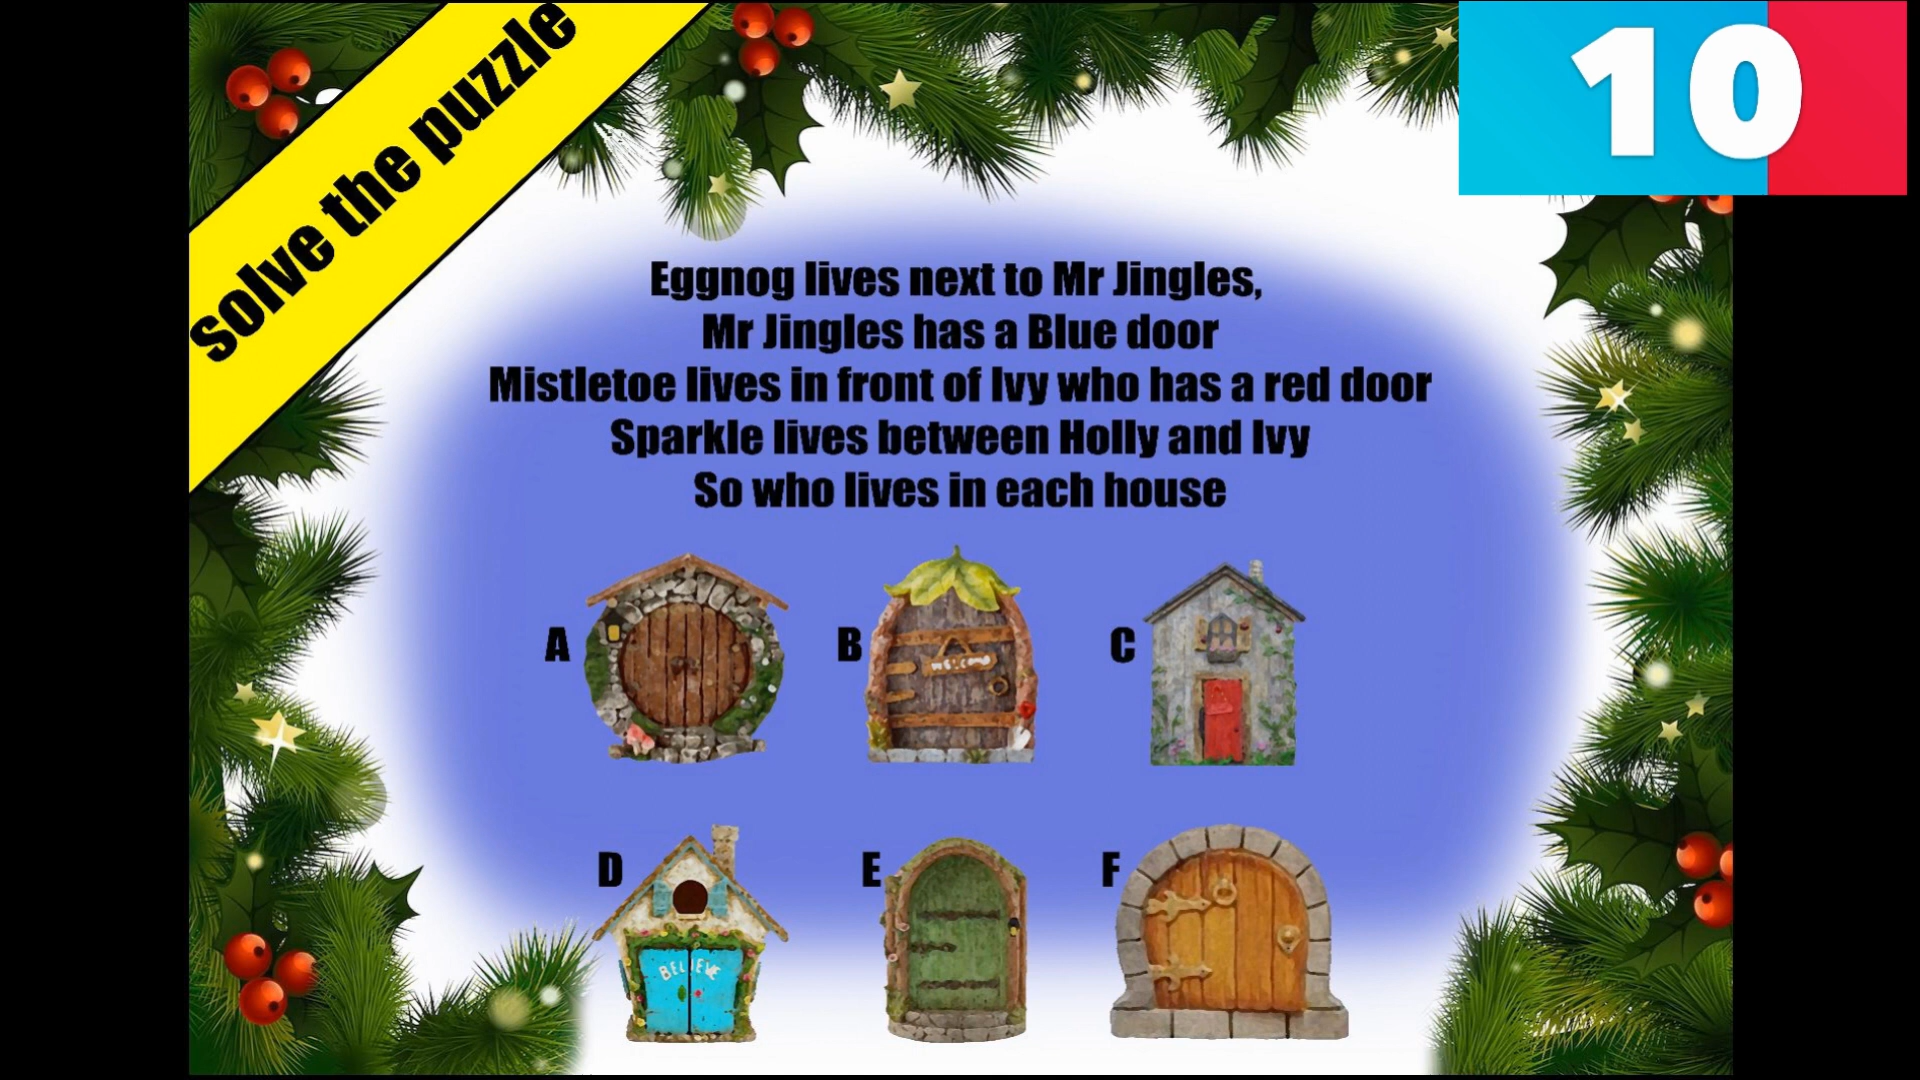 solve the puzzle
10
Eggnog lives next to Mr Jingles,
Mr Jingles has a Blue door
Mistletoe lives in front of Ivy who has a red door
Sparkle lives between Holly and Ivy
So who lives in each house
A
B
C
WELCOME
D
E
F
BELIEVE